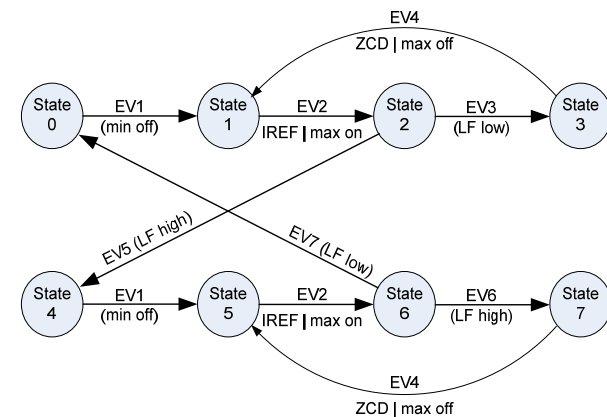 EV4
ZCD | max off
State
0
EV1
(min off)
State
1
EV2
IREF | max on
State
2
EV3
(LF low)
State
3
EV5 (LF high)
EV7 (LF low)
State
4
EV1
(min off)
State
5
EV2
IREF | max on
State
6
EV6
(LF high)
State
7
EV4
ZCD | max off